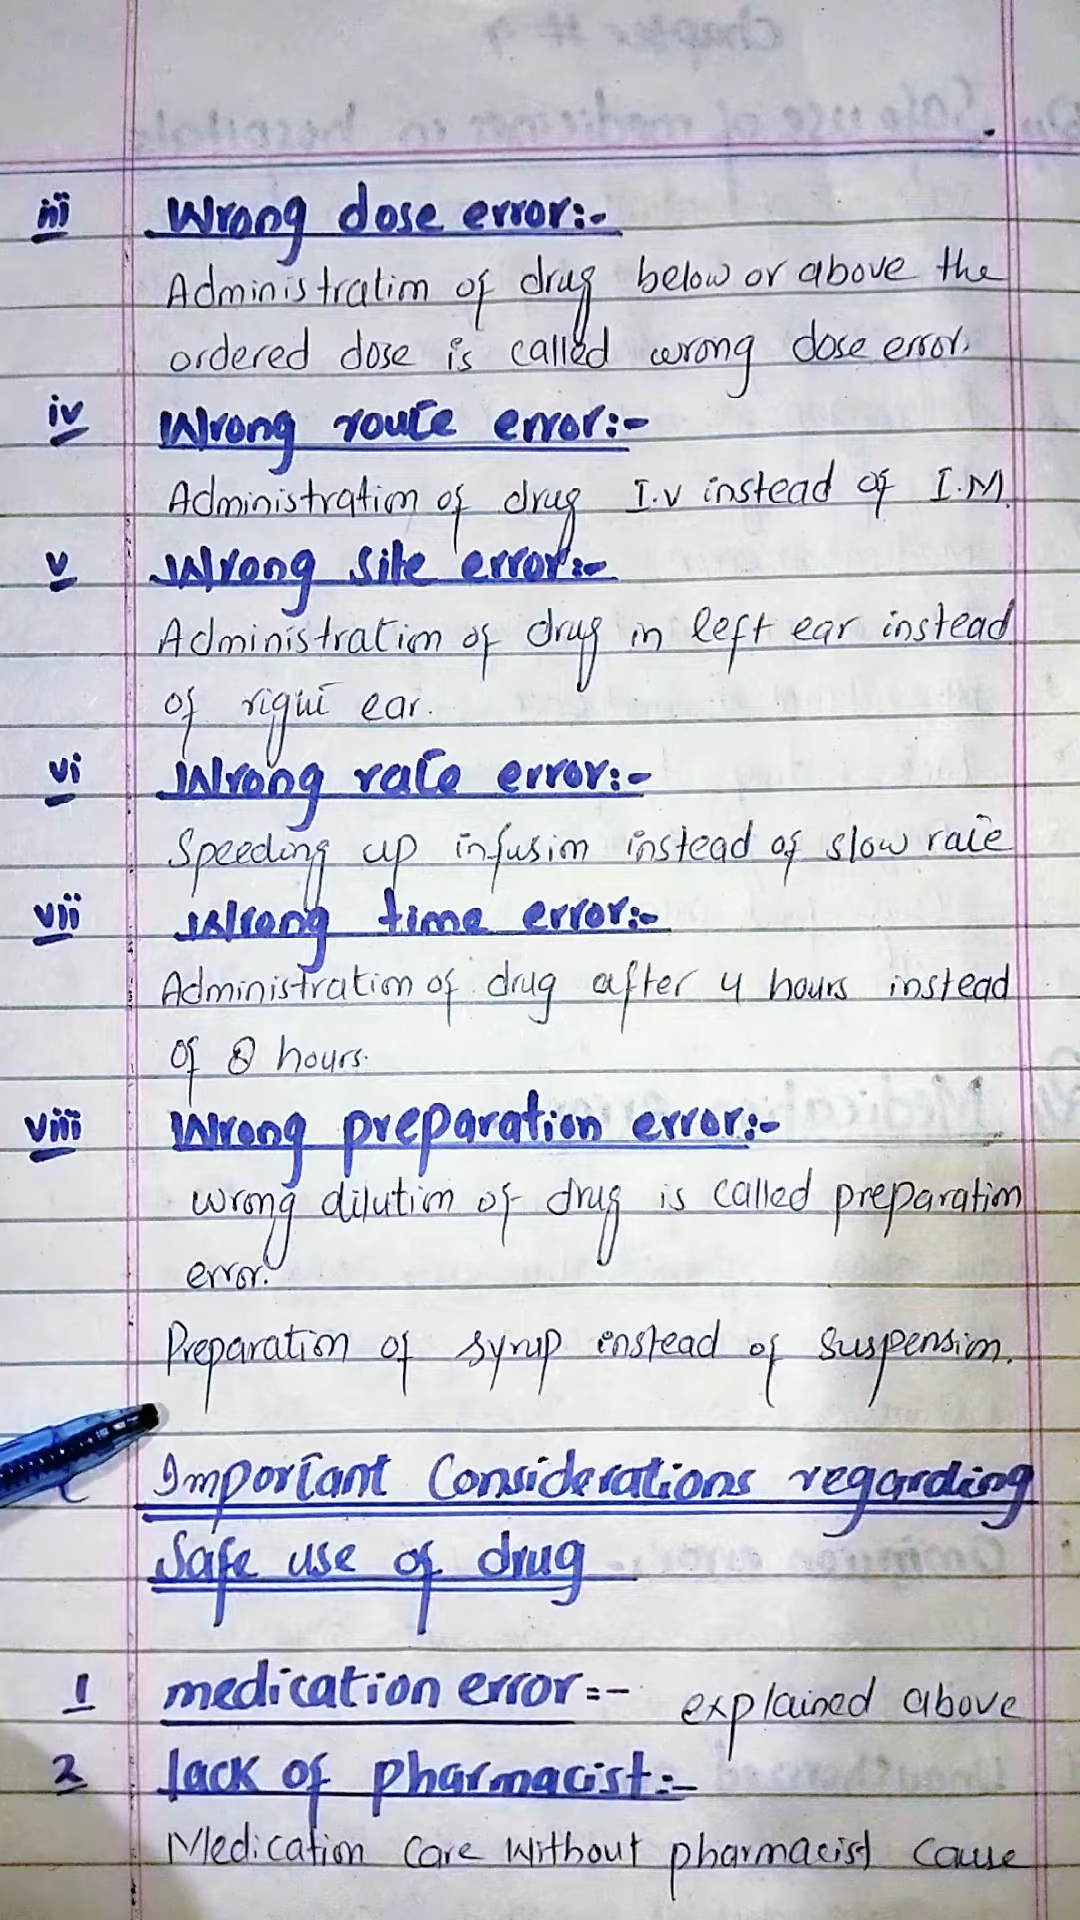 iii Wrong dose error:-
Administration of drug below or above the
ordered dose is called wrong dose error.
iv Wrong route error:-
Administration of drug I.V instead of I.M
v Wrong site error:-
Administration of drug in left ear instead
of right ear.
vi Wrong rate error:-
Speeding up infusion instead of slow rate
vii Wrong time error:-
Administration of drug after 4 hours instead
of 8 hours.
viii Wrong preparation error:-
wrong dilution of drug is called preparation
error.
Preparation of syrup instead of suspension.
Important Considerations regarding
Safe use of drug
1 medication error:- explained above
2 lack of pharmacist:-
Medication care without pharmacist cause